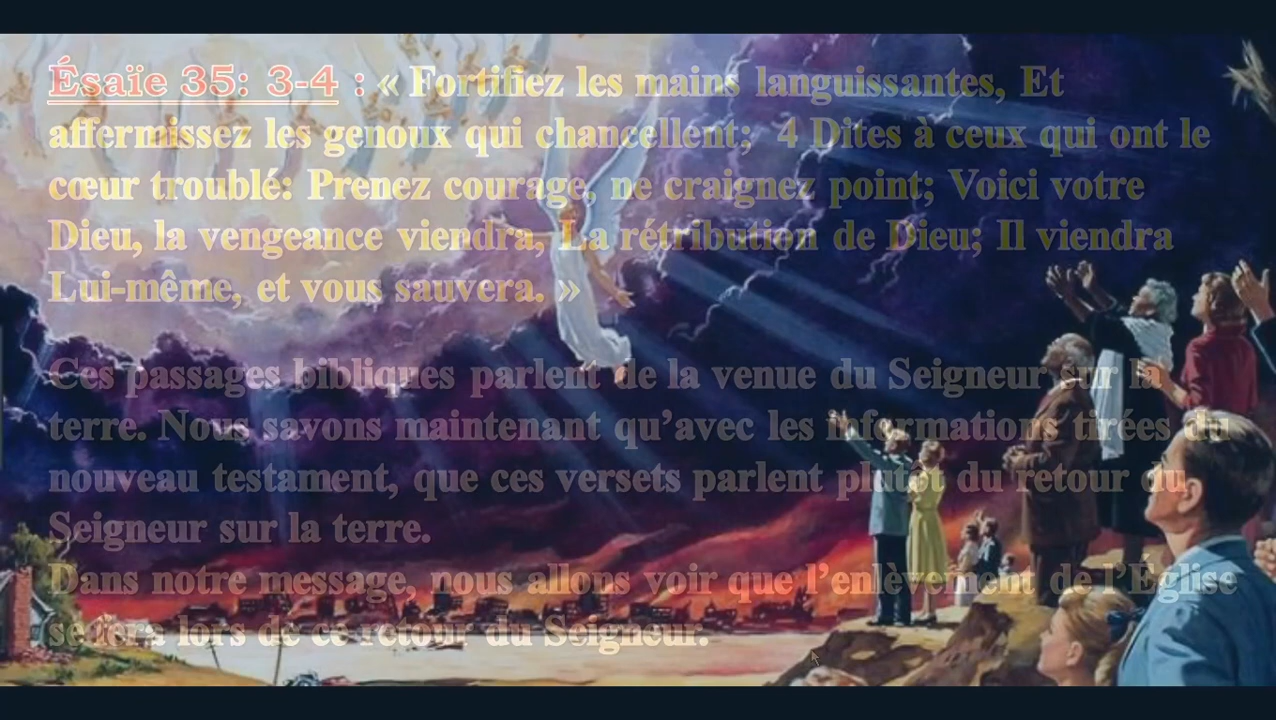 Ésaïe 35: 3-4 : « Fortifiez les mains languissantes, Et
affermissez les genoux qui chancellent; 4 Dites à ceux qui ont le
cœur troublé: Prenez courage, ne craignez point; Voici votre
Dieu, la vengeance viendra, La rétribution de Dieu; Il viendra
Lui-même, et vous sauvera. »
Ces passages bibliques parlent de la venue du Seigneur sur la
terre. Nous savons maintenant qu’avec les informations tirées du
nouveau testament, que ces versets parlent plutôt du retour du
Seigneur sur la terre.
Dans notre message, nous allons voir que l’enlèvement de l’Église
se fera lors de ce retour du Seigneur.